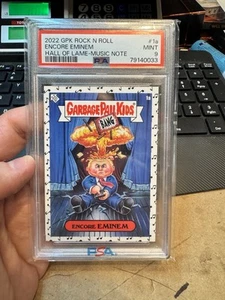 2022 GPK ROCK N ROLL #1a
ENCORE EMINEM MINT
HALL OF LAME-MUSIC NOTE 9
PSA 79140033
1a
GARBAGE PAIL KIDS
BANG
ENCORE EMINEM
PSA